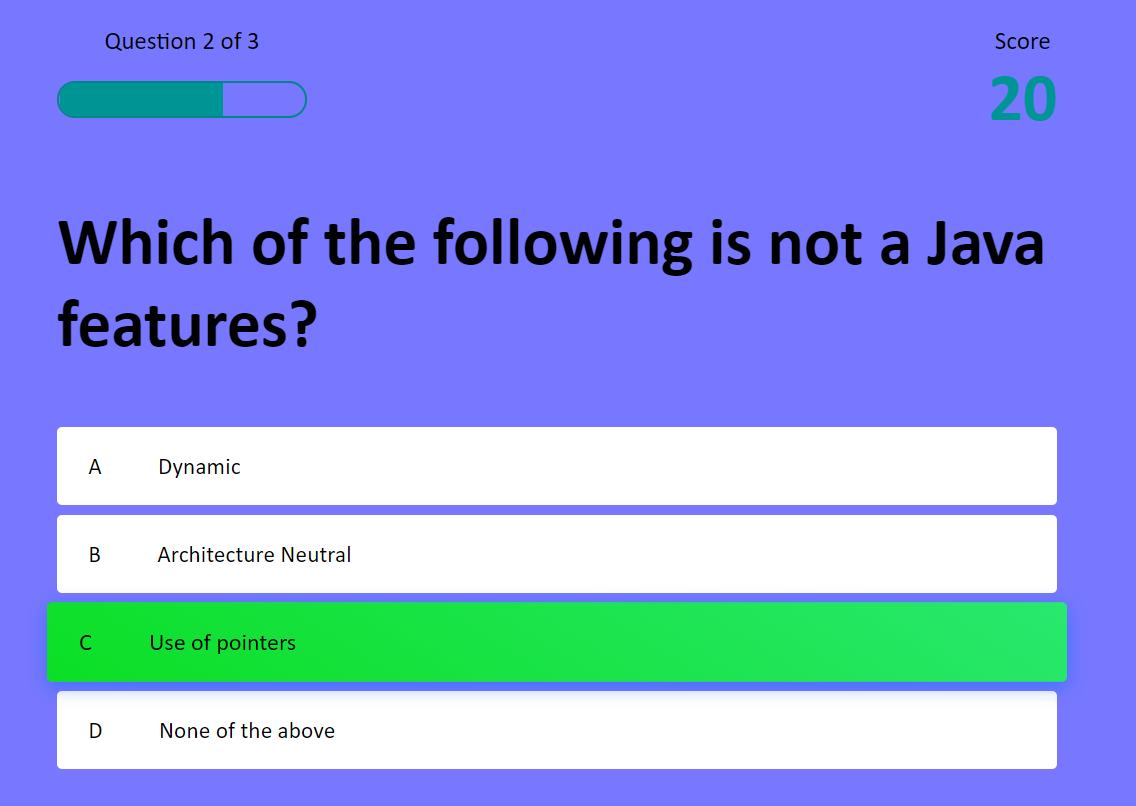 Question 2 of 3
Score
20
Which of the following is not a Java
features?
A Dynamic
B Architecture Neutral
C Use of pointers
D None of the above